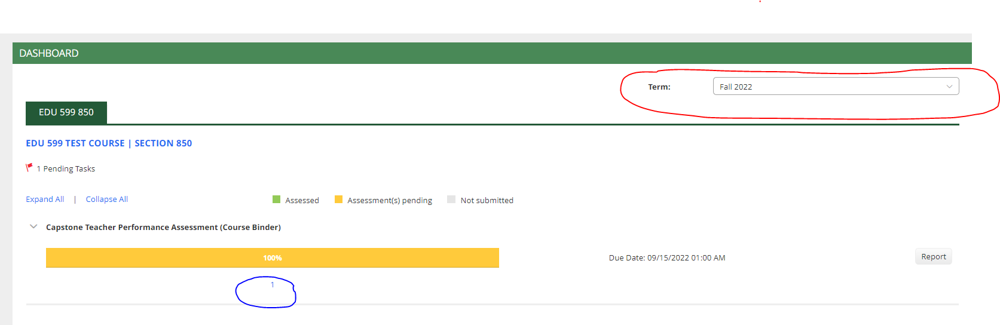 DASHBOARD
Term: Fall 2022
EDU 599 850
EDU 599 TEST COURSE | SECTION 850
1 Pending Tasks
Expand All | Collapse All Assessed Assessment(s) pending Not submitted
Capstone Teacher Performance Assessment (Course Binder)
100% Due Date: 09/15/2022 01:00 AM Report
1